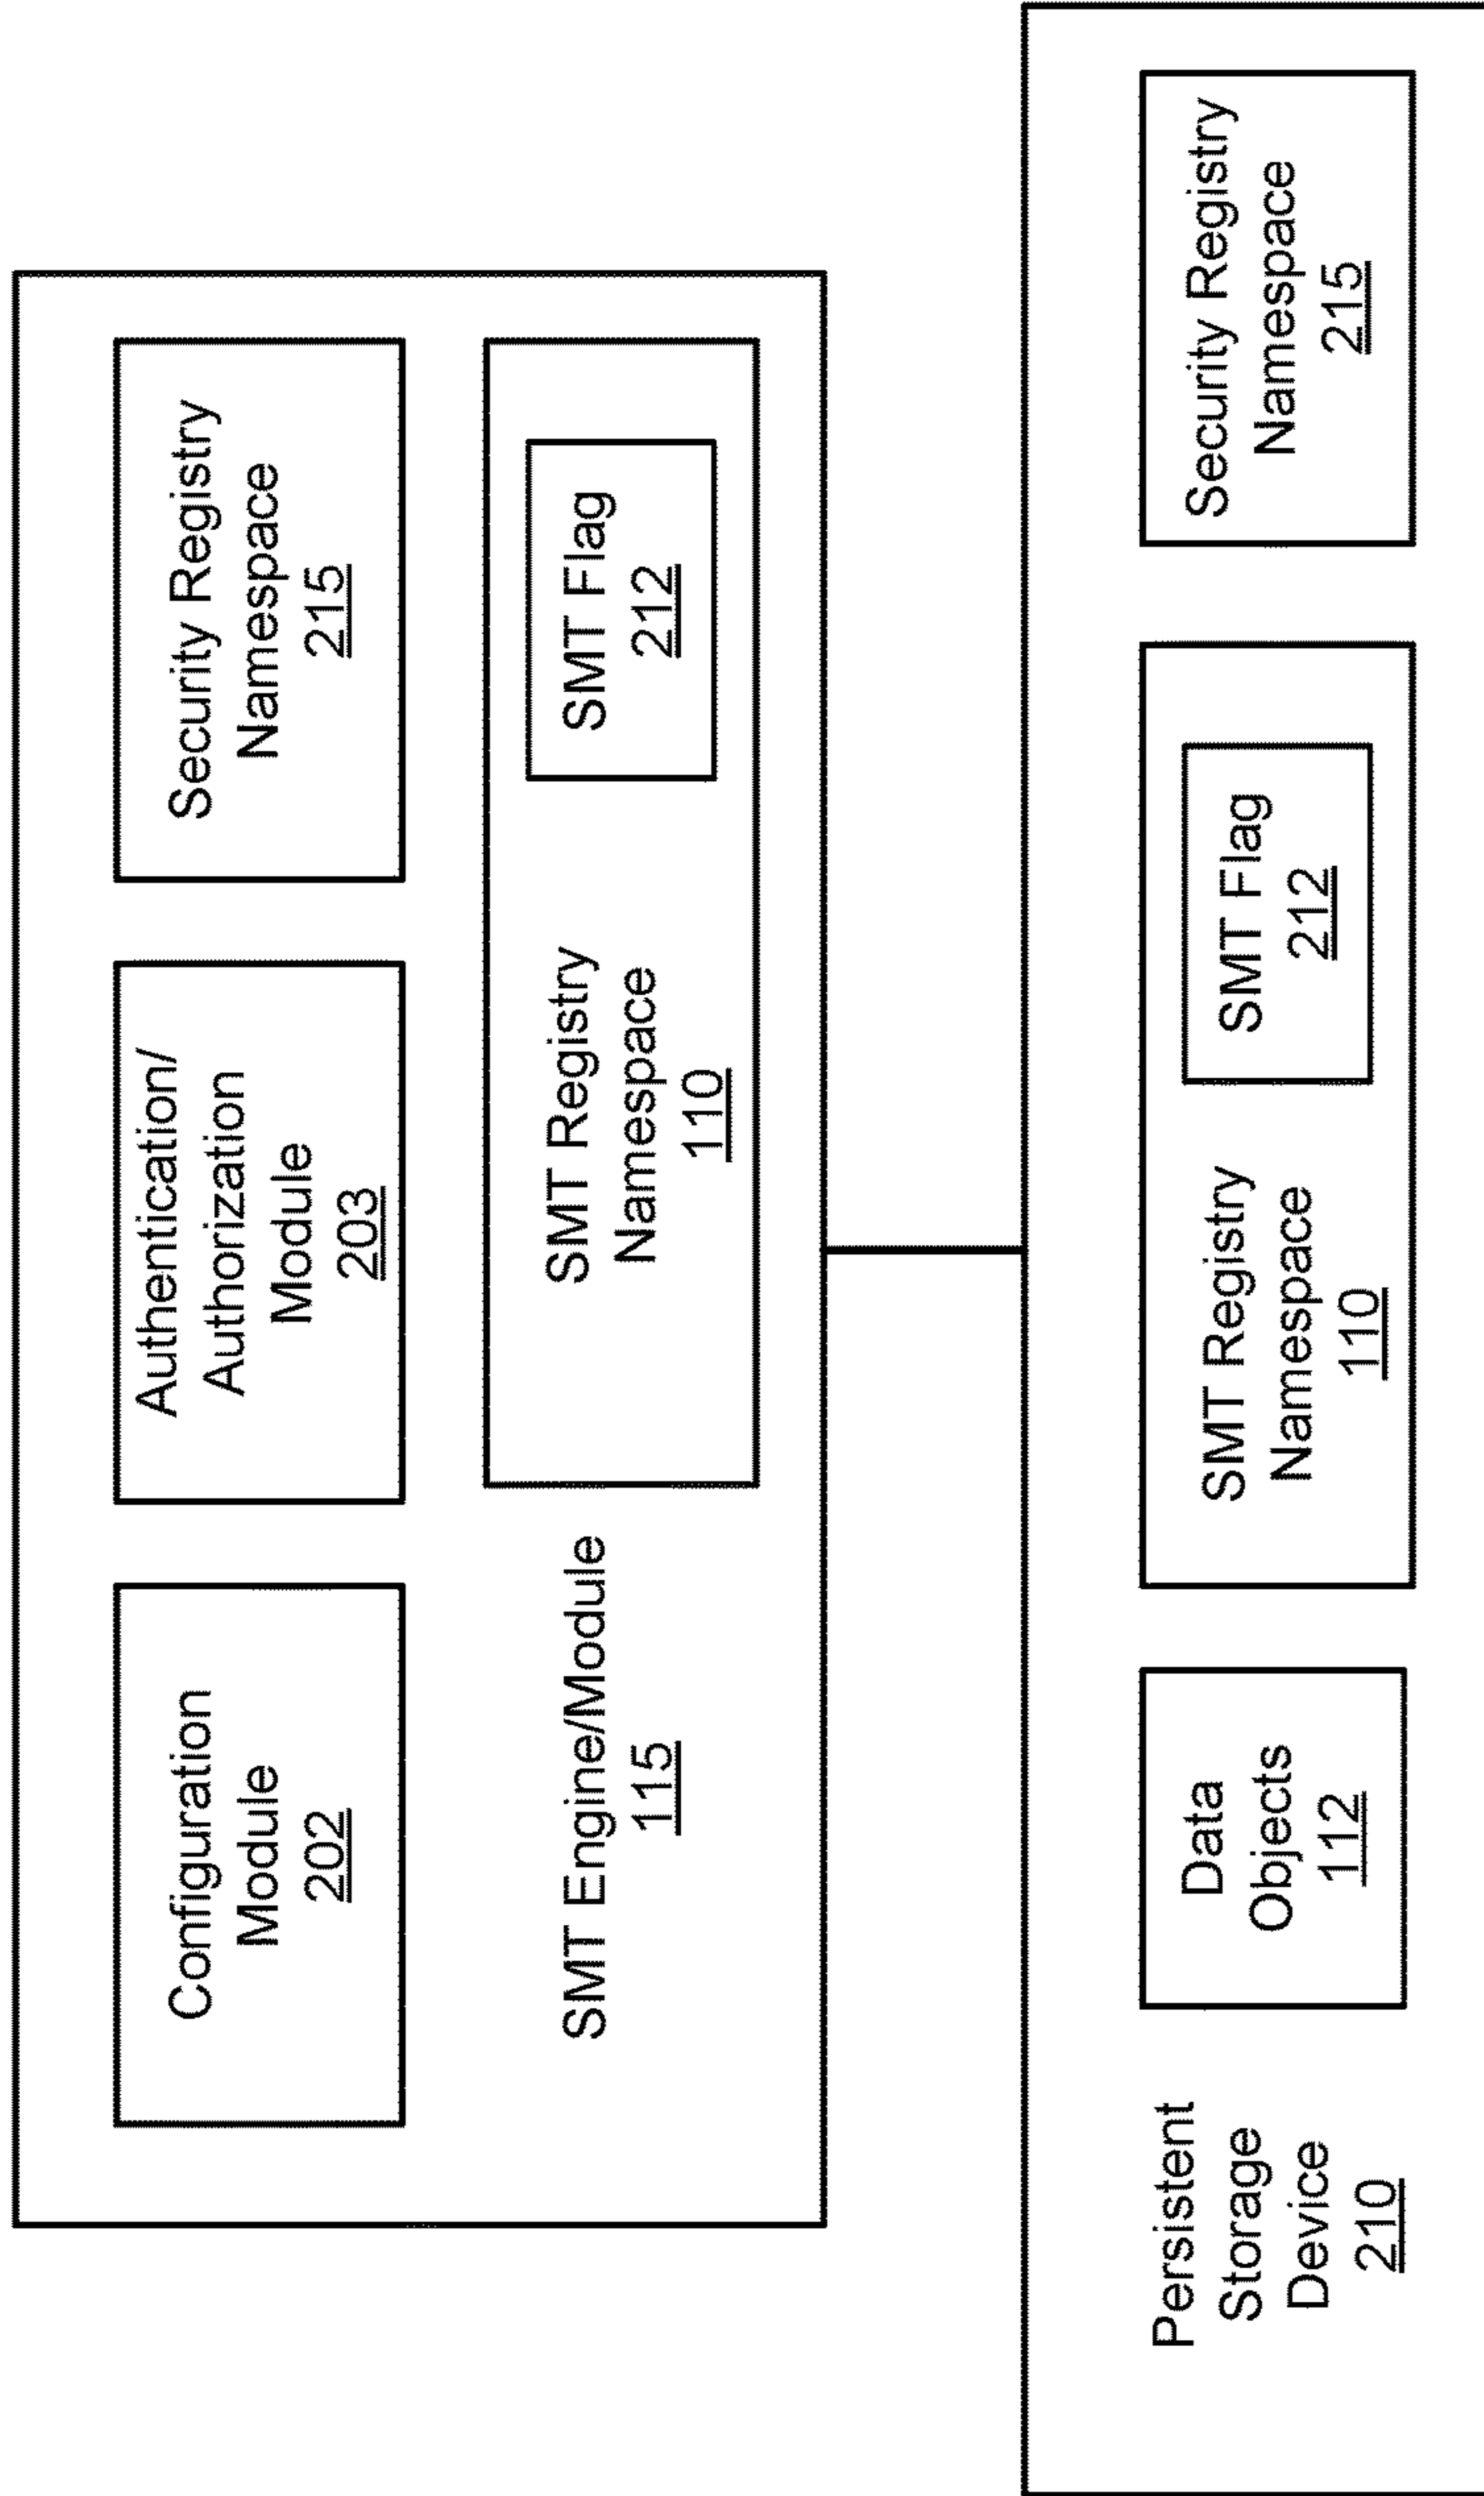 Configuration
Module
202
Authentication/
Authorization
Module
203
Security Registry
Namespace
215
SMT Engine/Module
115
SMT Registry
Namespace
110
SMT Flag
212
Persistent
Storage
Device
210
Data
Objects
112
SMT Registry
Namespace
110
SMT Flag
212
Security Registry
Namespace
215